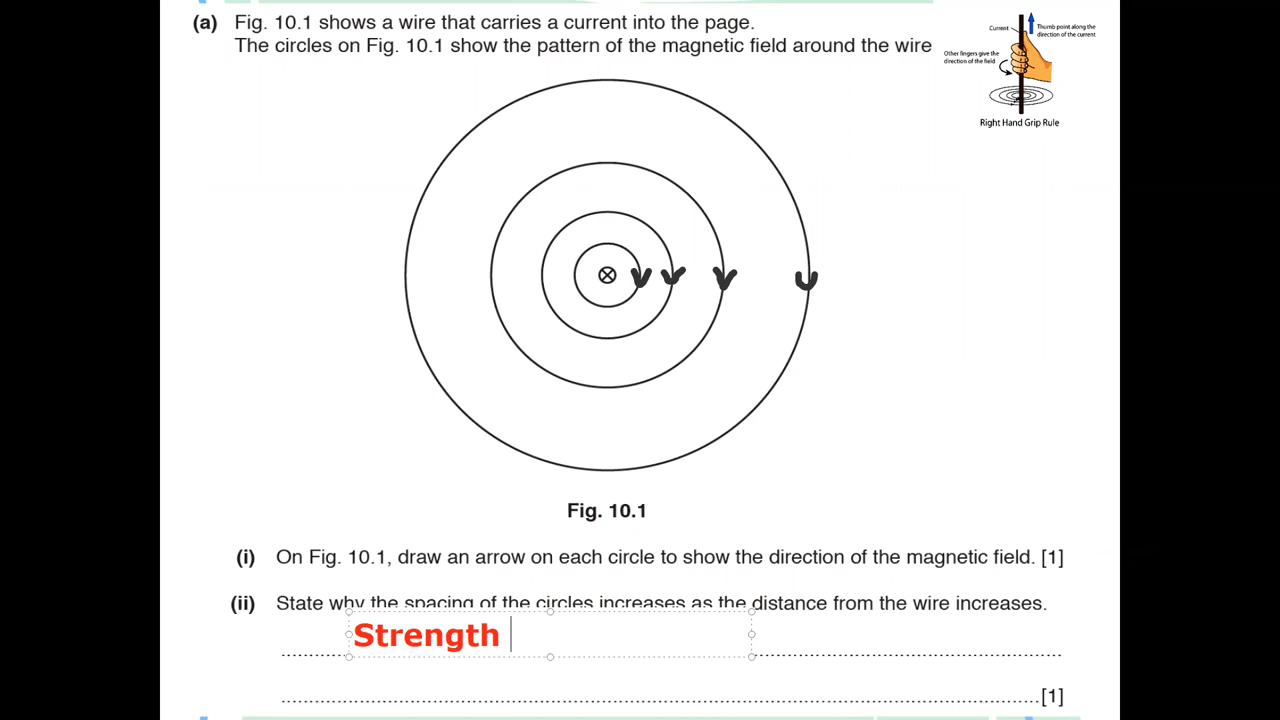 (a) Fig. 10.1 shows a wire that carries a current into the page.
The circles on Fig. 10.1 show the pattern of the magnetic field around the wire
Current
Thumb point along the
direction of the current
Other fingers give the
direction of the field
Right Hand Grip Rule
Fig. 10.1
(i) On Fig. 10.1, draw an arrow on each circle to show the direction of the magnetic field. [1]
(ii) State why the spacing of the circles increases as the distance from the wire increases.
Strength
[1]